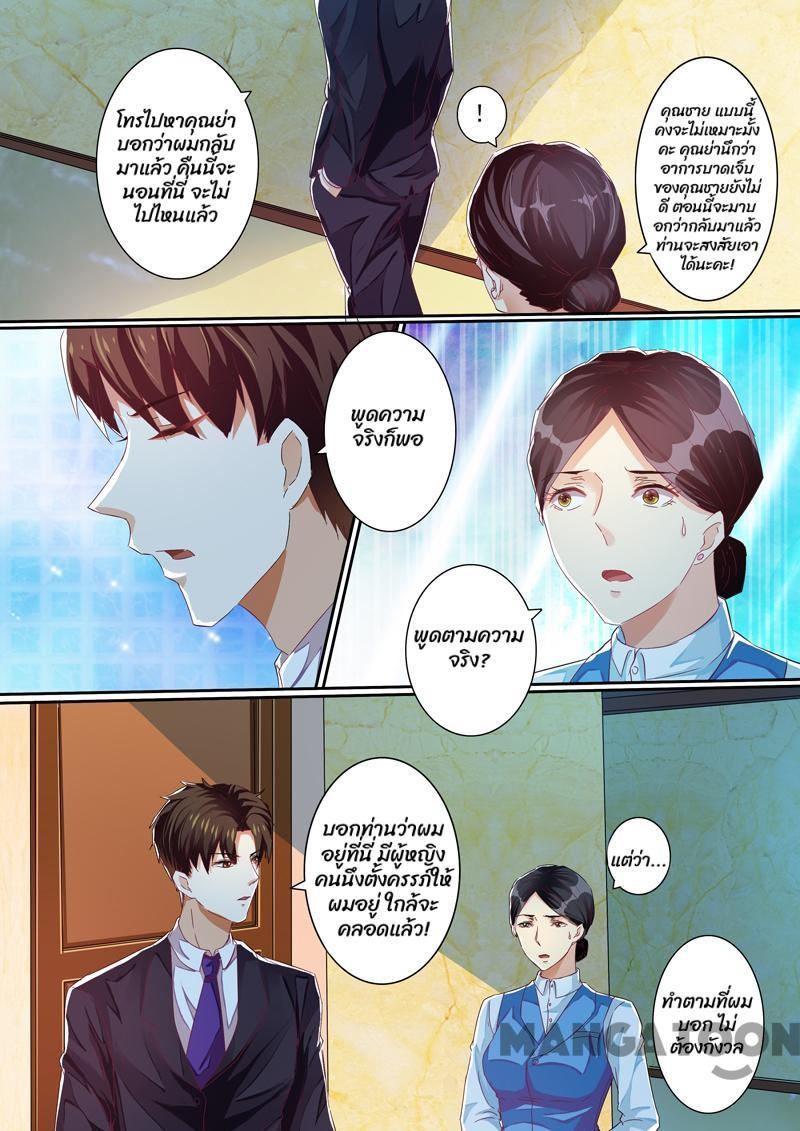 โทรไปหาคุณย่า
บอกว่าผมกลับ
มาแล้ว คืนนี้จะ
นอนที่นี่ จะไม่
ไปไหนแล้ว
!
คุณชาย แบบนี้
คงจะไม่เหมาะมั้ง
คะ คุณย่านึกว่า
อาการบาดเจ็บ
ของคุณชายยังไม่
ดี ตอนนี้จะมาบ
อกว่ากลับมาแล้ว
ท่านจะสงสัยเอา
ได้นะคะ!
พูดความ
จริงก็พอ
พูดตามความ
จริง?
บอกท่านว่าผม
อยู่ที่นี่ มีผู้หญิง
คนนึงตั้งครรภ์ให้
ผมอยู่ ใกล้จะ
คลอดแล้ว!
แต่ว่า...
ทำตามที่ผม
บอก ไม่
ต้องกังวล
MANGATOON